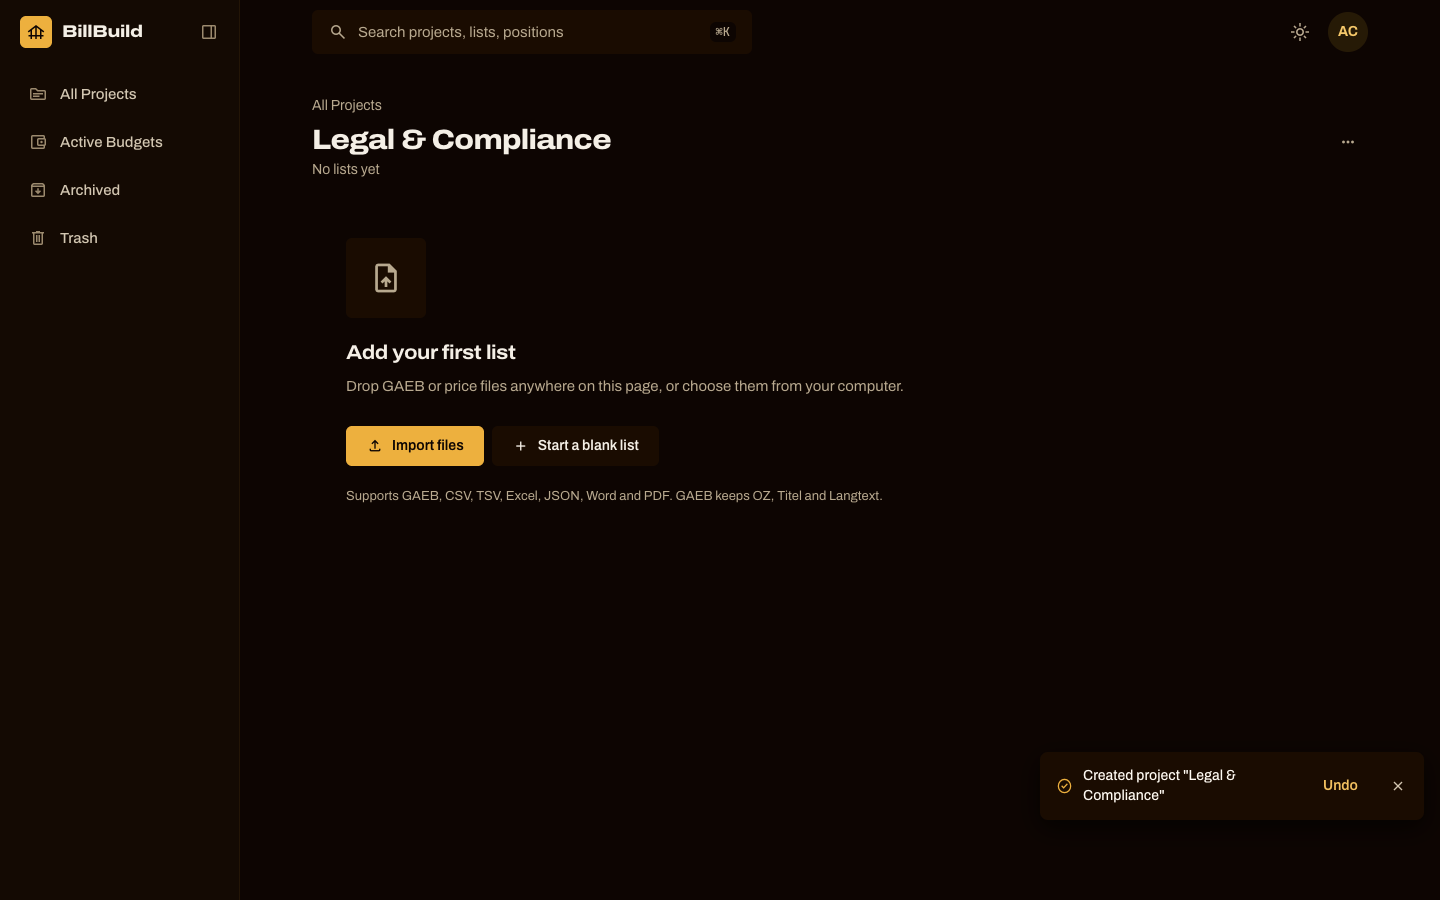 BillBuild
Search projects, lists, positions
⌘K
AC
All Projects
Active Budgets
Archived
Trash
All Projects
Legal & Compliance
No lists yet
Add your first list
Drop GAEB or price files anywhere on this page, or choose them from your computer.
Import files
Start a blank list
Supports GAEB, CSV, TSV, Excel, JSON, Word and PDF. GAEB keeps OZ, Titel and Langtext.
Created project "Legal &
Compliance"
Undo